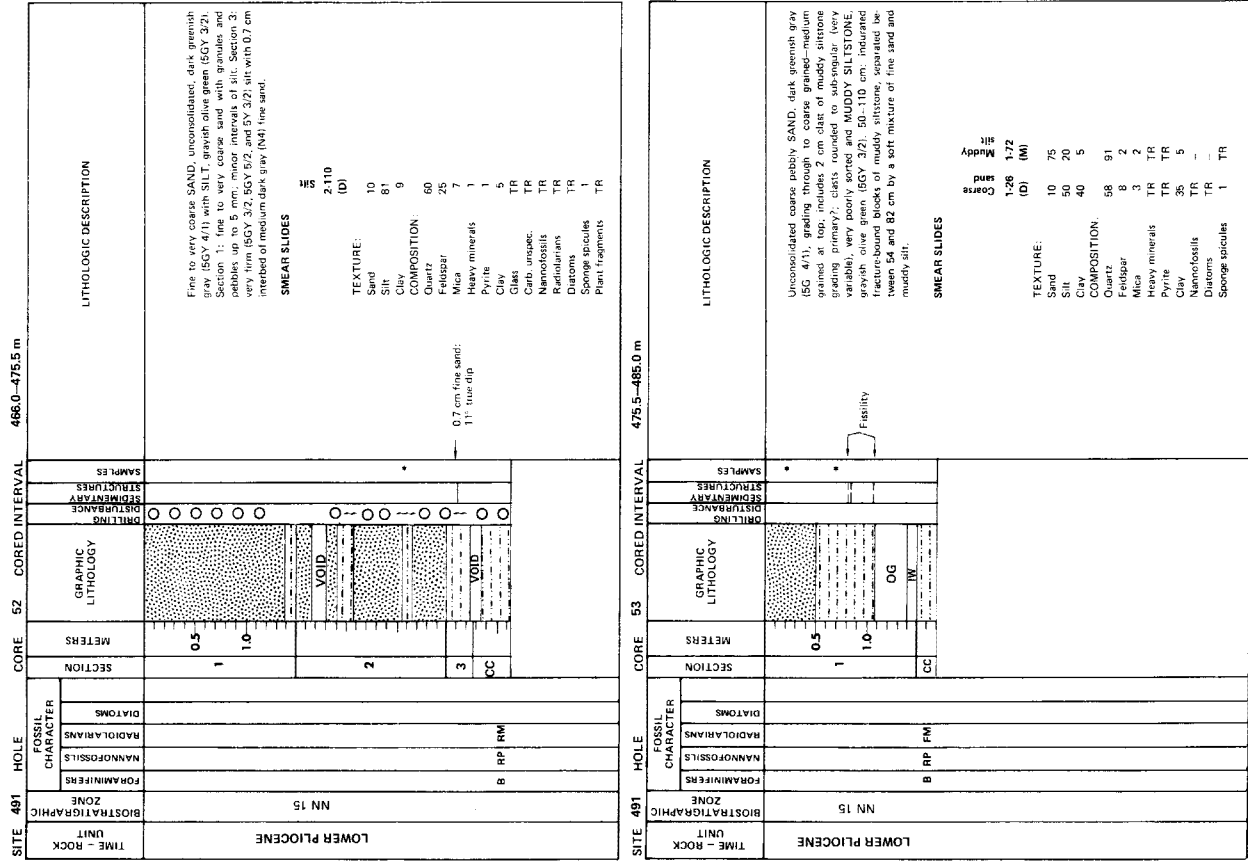 SITE 491 HOLE CORE 52 CORED INTERVAL 466.0–475.5 m
TIME – ROCK UNIT
BIOSTRATIGRAPHIC ZONE
FOSSIL CHARACTER
FORAMINIFERS
NANNOFOSSILS
RADIOLARIANS
DIATOMS
SECTION
METERS
GRAPHIC LITHOLOGY
DRILLING DISTURBANCE
SEDIMENTARY STRUCTURES
SAMPLES
LITHOLOGIC DESCRIPTION
LOWER PLIOCENE
NN 15
B RP RM
1
0.5
1.0
2
3
CC
VOID
VOID
*
0.7 cm fine sand:
11° true dip
Fine to very coarse SAND, unconsolidated, dark greenish
gray (5GY 4/1) with SILT, grayish olive green (5GY 3/2).
Section 1: fine to very coarse sand with granules and
pebbles up to 5 mm; minor intervals of silt. Section 3:
very firm (5GY 3/2, 5GY 5/2, and 5Y 3/2) silt with 0.7 cm
interbed of medium dark gray (N4) fine sand.
SMEAR SLIDES
Silt
2-110
(D)
TEXTURE:
Sand 10
Silt 81
Clay 9
COMPOSITION:
Quartz 60
Feldspar 25
Mica 7
Heavy minerals 1
Pyrite 1
Clay 5
Glass TR
Carb. unspec. TR
Nannofossils TR
Radiolarians TR
Diatoms TR
Sponge spicules 1
Plant fragments TR
SITE 491 HOLE CORE 53 CORED INTERVAL 475.5–485.0 m
TIME – ROCK UNIT
BIOSTRATIGRAPHIC ZONE
FOSSIL CHARACTER
FORAMINIFERS
NANNOFOSSILS
RADIOLARIANS
DIATOMS
SECTION
METERS
GRAPHIC LITHOLOGY
DRILLING DISTURBANCE
SEDIMENTARY STRUCTURES
SAMPLES
LITHOLOGIC DESCRIPTION
LOWER PLIOCENE
NN 15
B RP FM
1
0.5
1.0
CC
OG
IW
*
*
Fissility
Unconsolidated coarse pebbly SAND, dark greenish gray
(5G 4/1), grading through to coarse grained–medium
grained at top, includes 2 cm clast of muddy siltstone
grading primary?; clasts rounded to sub-sngular (very
variable), very poorly sorted and MUDDY SILTSTONE,
grayish olive green (5GY 3/2). 50–110 cm: indurated
fracture-bound blocks of muddy siltstone, separated be-
tween 54 and 82 cm by a soft mixture of fine sand and
muddy silt.
SMEAR SLIDES
Coarse sand Muddy silt
1-26 1-72
(D) (M)
TEXTURE:
Sand 10 75
Silt 50 20
Clay 40 5
COMPOSITION:
Quartz 58 91
Feldspar 8 2
Mica 3 2
Heavy minerals TR TR
Pyrite TR TR
Clay 35 5
Nannofossils TR –
Diatoms TR –
Sponge spicules 1 TR